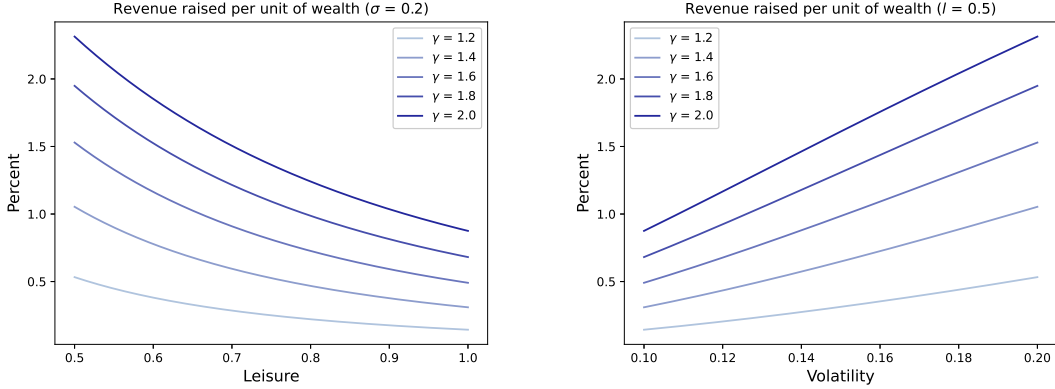 Revenue raised per unit of wealth (σ = 0.2)
Percent
2.0
1.5
1.0
0.5
γ = 1.2
γ = 1.4
γ = 1.6
γ = 1.8
γ = 2.0
0.5 0.6 0.7 0.8 0.9 1.0
Leisure
Revenue raised per unit of wealth (l = 0.5)
Percent
2.0
1.5
1.0
0.5
γ = 1.2
γ = 1.4
γ = 1.6
γ = 1.8
γ = 2.0
0.10 0.12 0.14 0.16 0.18 0.20
Volatility